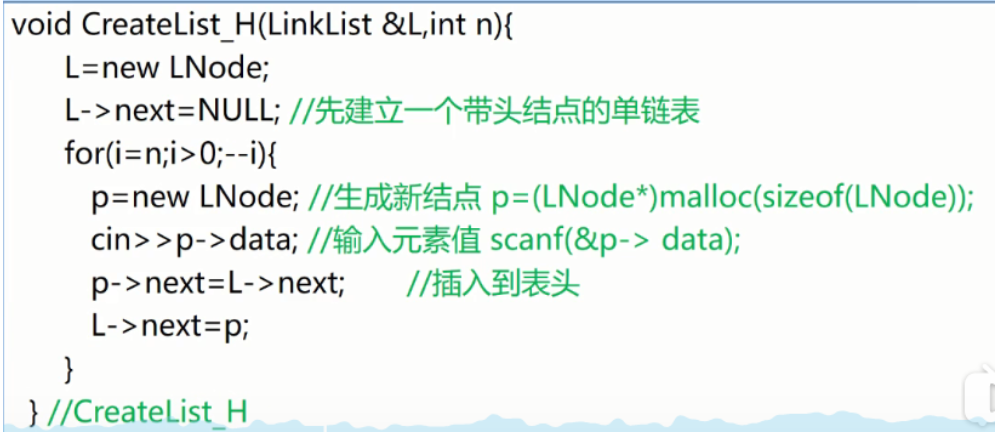 void CreateList_H(LinkList &L,int n){
L=new LNode;
L->next=NULL; //先建立一个带头结点的单链表
for(i=n;i>0;--i){
p=new LNode; //生成新结点 p=(LNode*)malloc(sizeof(LNode));
cin>>p->data; //输入元素值 scanf(&p-> data);
p->next=L->next; //插入到表头
L->next=p;
}
} //CreateList_H